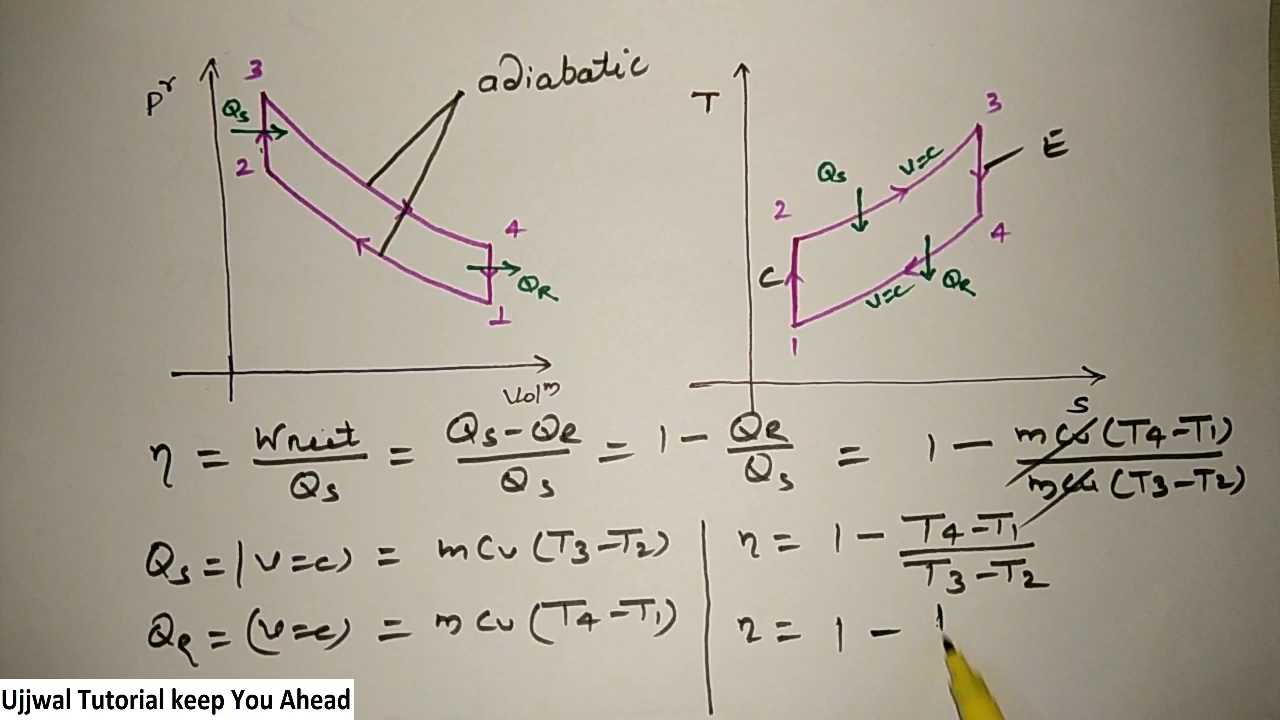 adiabatic
Pʳ
3
Qs
2
4
QR
1
Volᵐ
T
3
E
v=c
Qs
2
4
C
QR
v=c
1
S
η = Wnet/Qs = Qs-QR/Qs = 1 - QR/Qs = 1 - mcv (T4-T1)/mcv (T3-T2)
Qs = (v=c) = mcv (T3-T2)
η = 1 - T4-T1/T3-T2
QR = (v=c) = mcv (T4-T1)
η = 1 - 1
Ujjwal Tutorial keep You Ahead